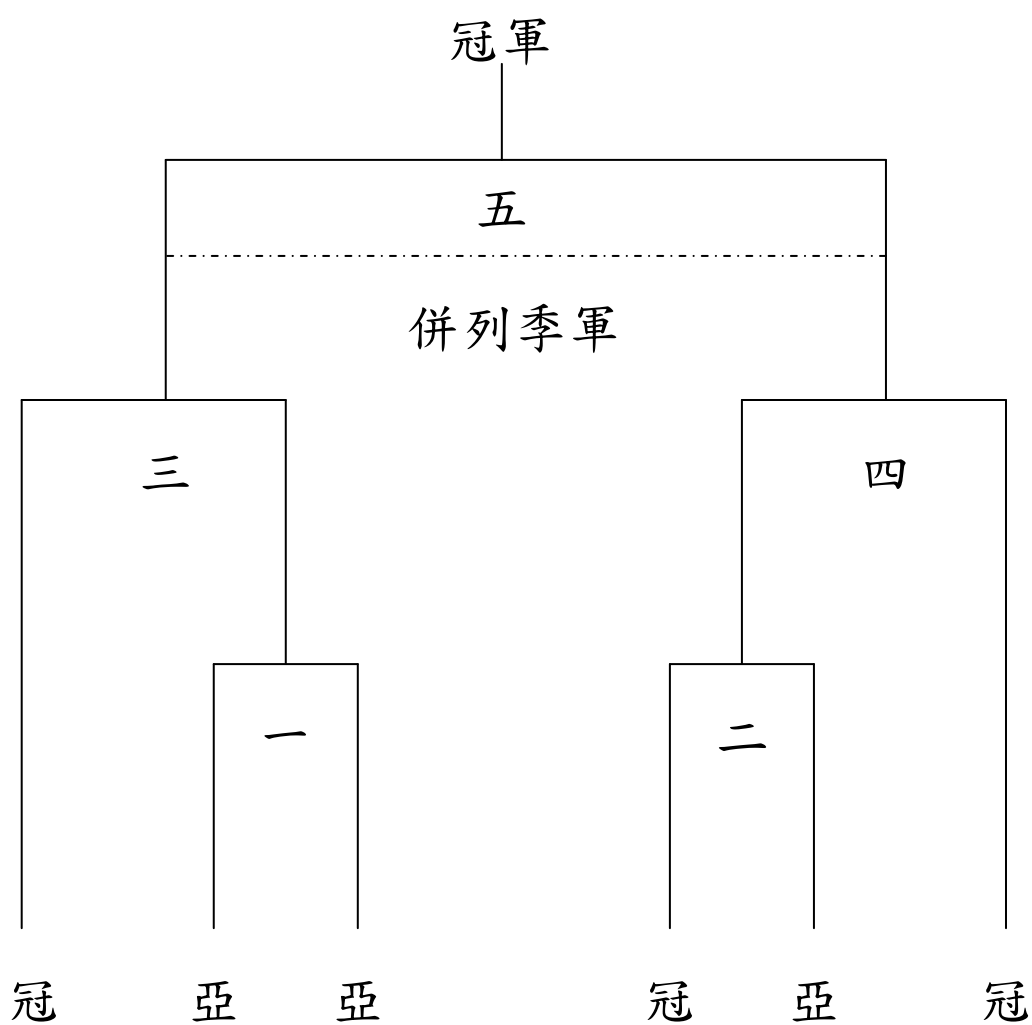 冠軍
五
併列季軍
三 四
一 二
冠 亞 亞 冠 亞 冠